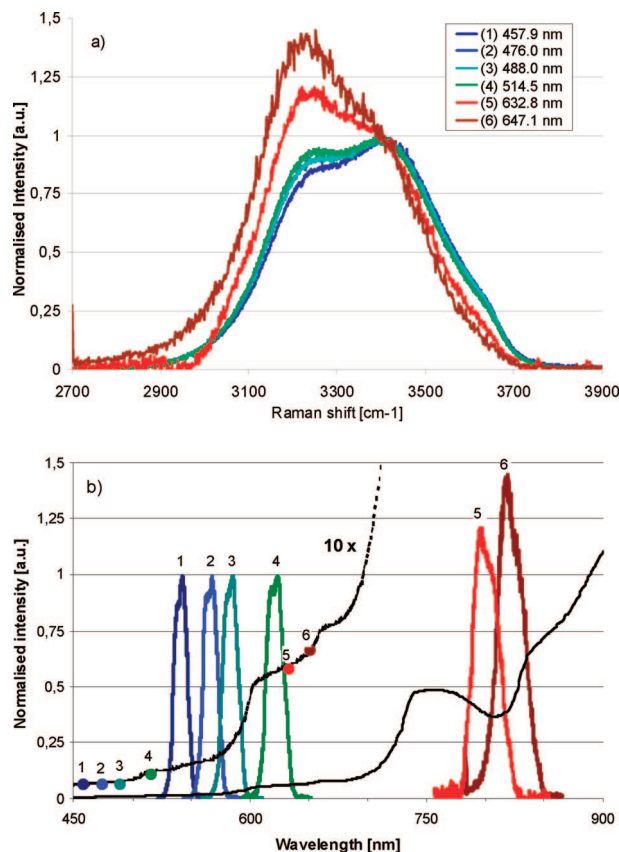 a)
(1) 457.9 nm
(2) 476.0 nm
(3) 488.0 nm
(4) 514.5 nm
(5) 632.8 nm
(6) 647.1 nm
Normalised Intensity [a.u.]
1,5
1,25
1
0,75
0,5
0,25
0
2700 2900 3100 3300 3500 3700 3900
Raman shift [cm-1]
b)
Normalised intensity [a.u.]
1,5
1,25
1
0,75
0,5
0,25
0
10 x
1 2 3 4
5
6
1 2 3 4
5
6
450 600 750 900
Wavelength [nm]